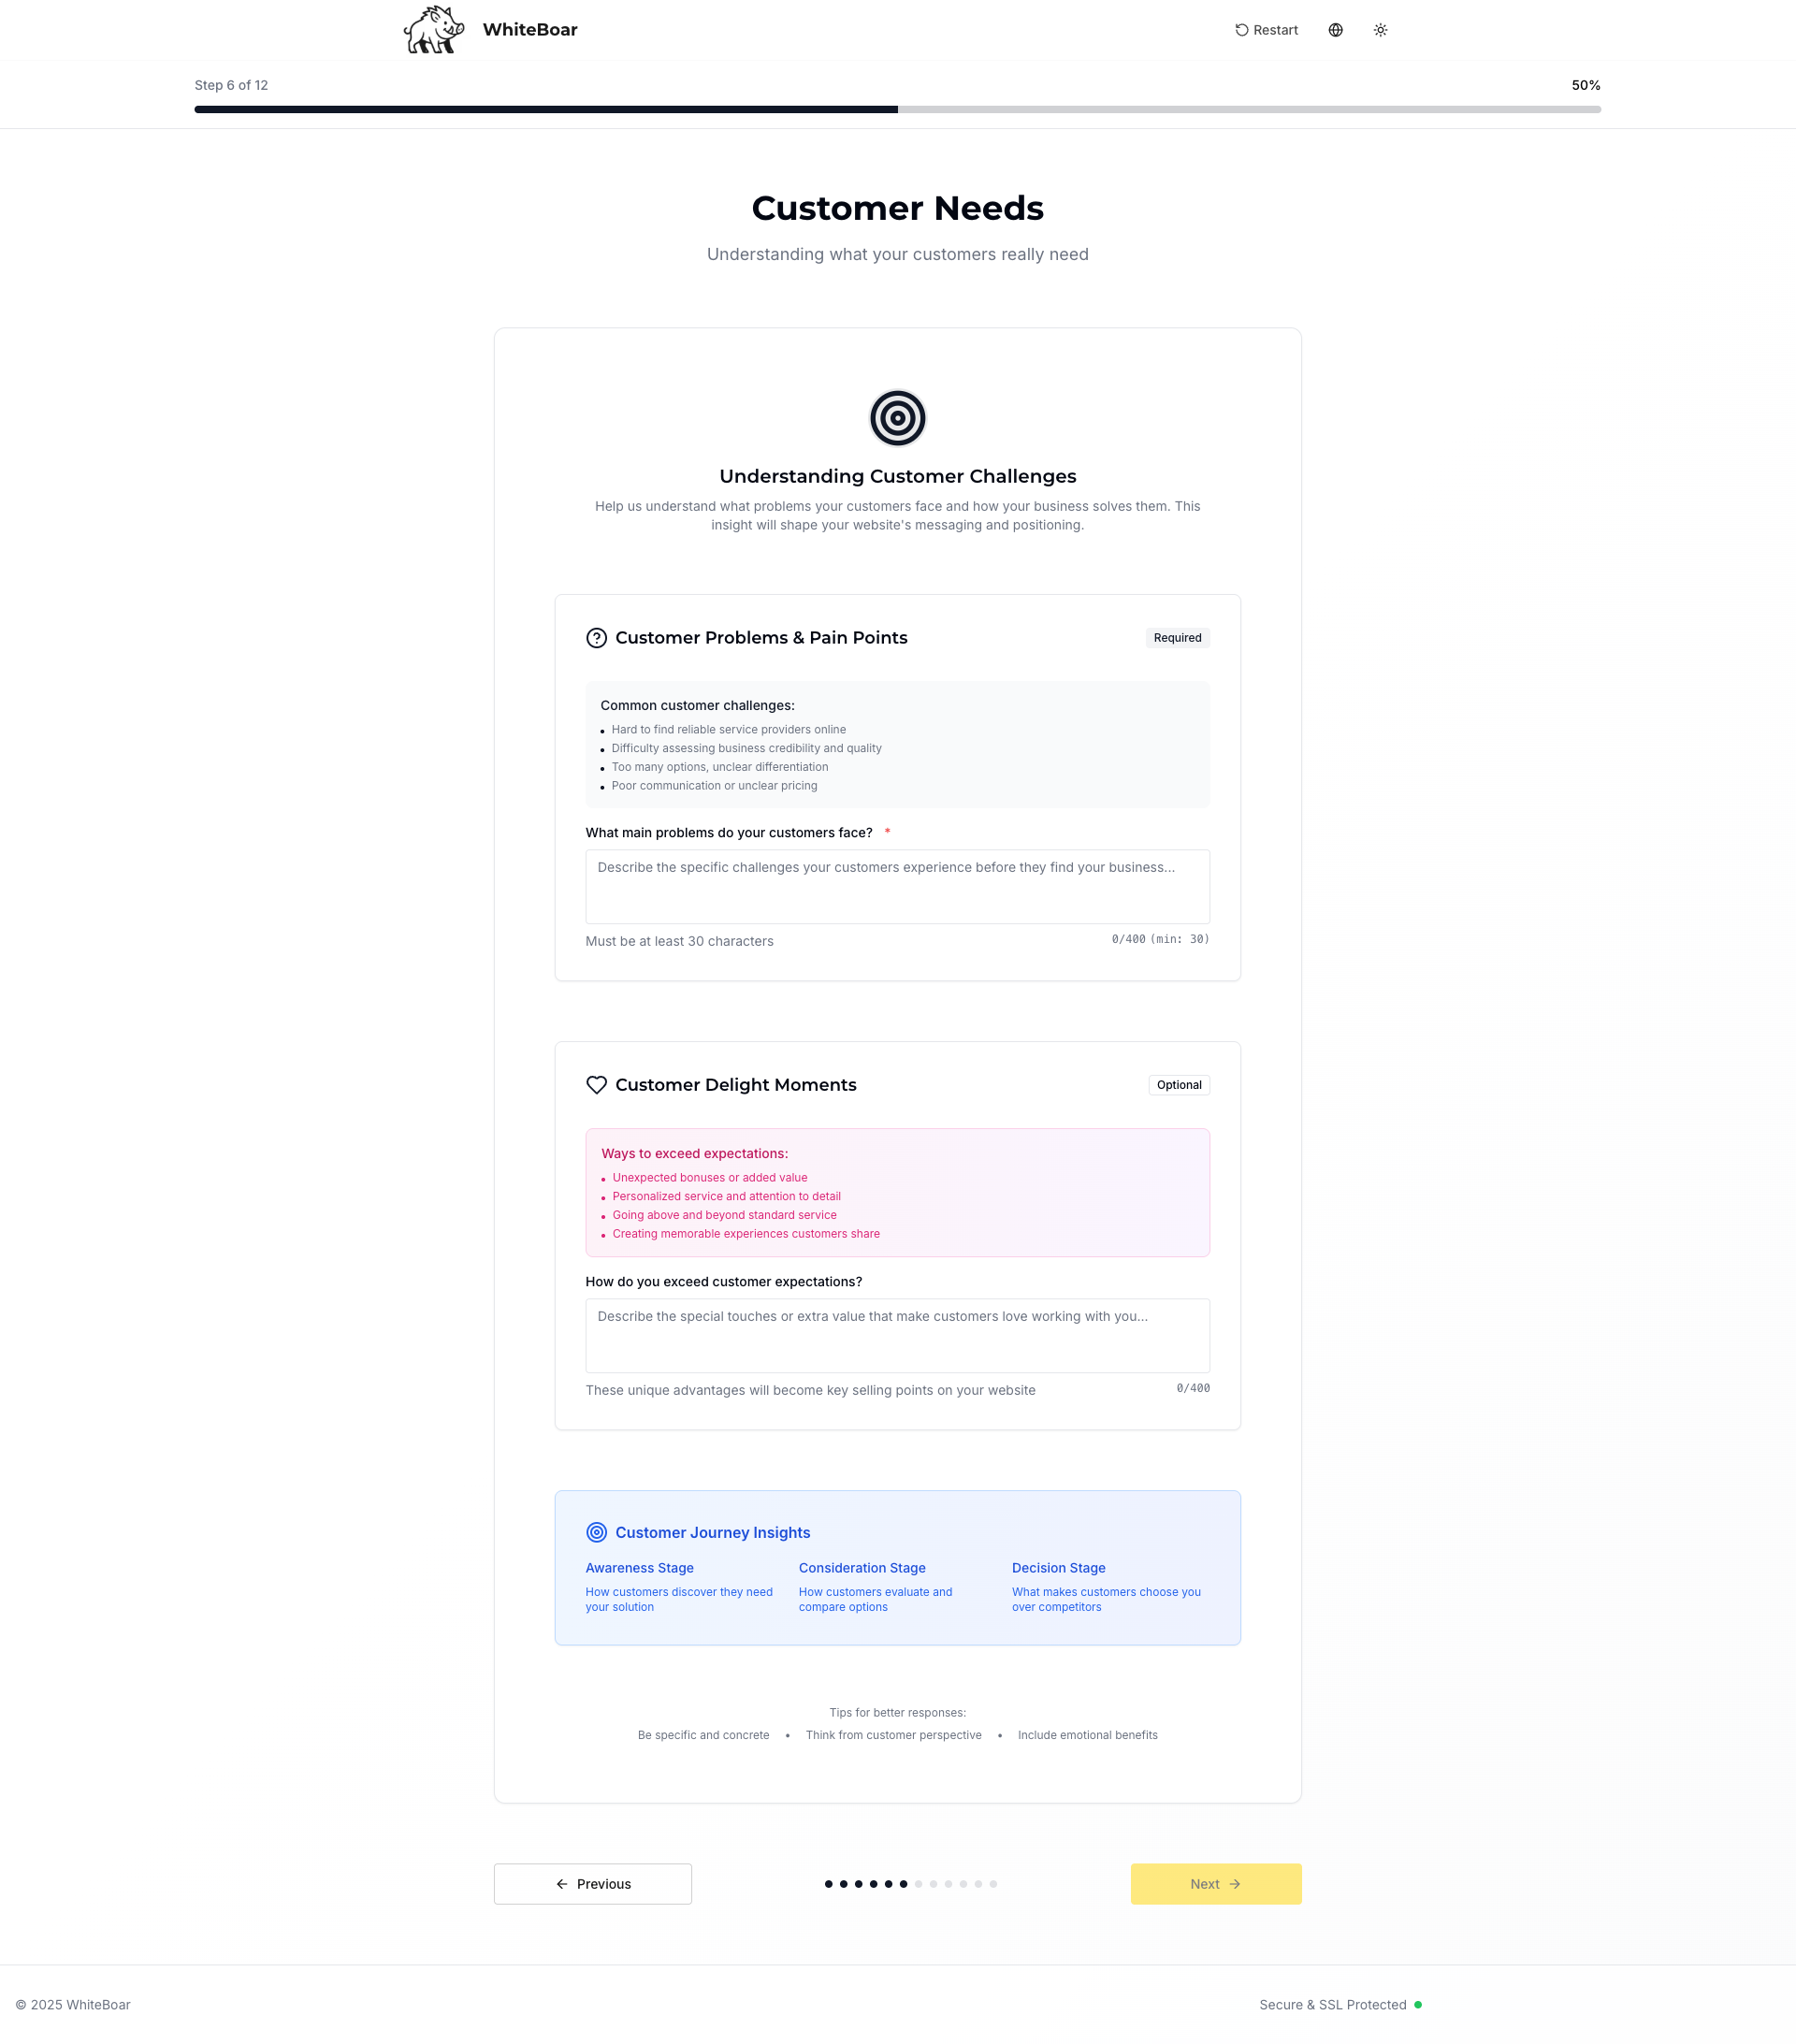 WhiteBoar
Restart
Step 6 of 12
50%
Customer Needs
Understanding what your customers really need
Understanding Customer Challenges
Help us understand what problems your customers face and how your business solves them. This
insight will shape your website's messaging and positioning.
Customer Problems & Pain Points
Required
Common customer challenges:
• Hard to find reliable service providers online
• Difficulty assessing business credibility and quality
• Too many options, unclear differentiation
• Poor communication or unclear pricing
What main problems do your customers face? *
Describe the specific challenges your customers experience before they find your business...
Must be at least 30 characters
0/400 (min: 30)
Customer Delight Moments
Optional
Ways to exceed expectations:
• Unexpected bonuses or added value
• Personalized service and attention to detail
• Going above and beyond standard service
• Creating memorable experiences customers share
How do you exceed customer expectations?
Describe the special touches or extra value that make customers love working with you...
These unique advantages will become key selling points on your website
0/400
Customer Journey Insights
Awareness Stage
How customers discover they need
your solution
Consideration Stage
How customers evaluate and
compare options
Decision Stage
What makes customers choose you
over competitors
Tips for better responses:
Be specific and concrete • Think from customer perspective • Include emotional benefits
Previous
Next
© 2025 WhiteBoar
Secure & SSL Protected